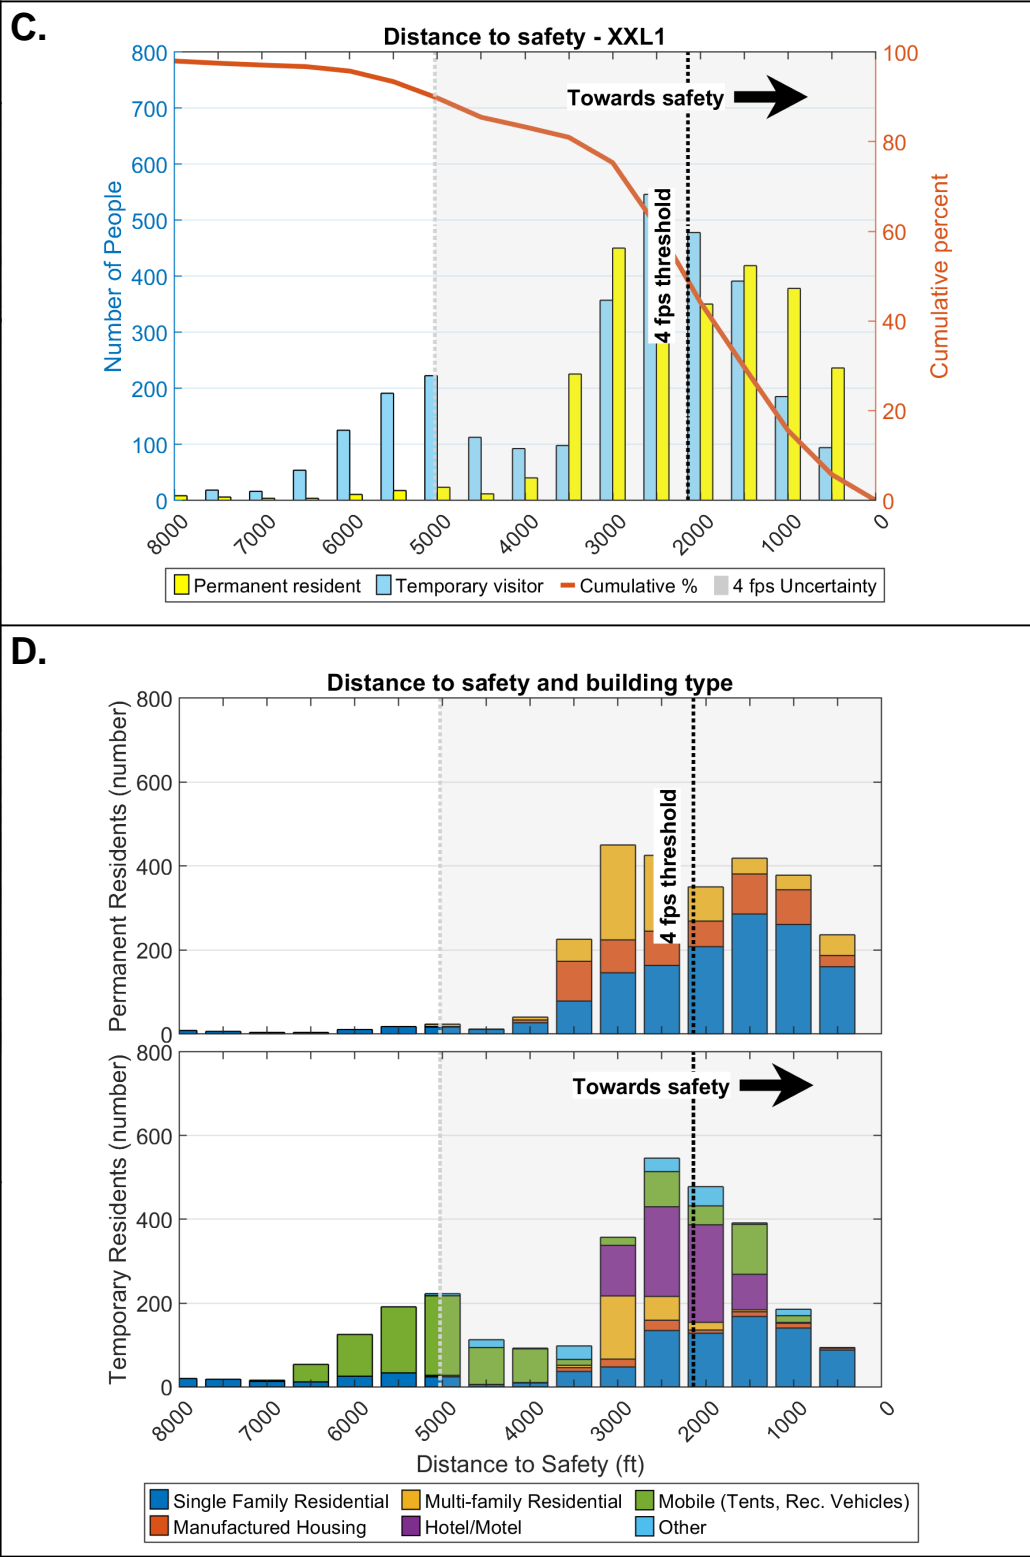 C.
Distance to safety - XXL1
800
700
600
500
400
300
200
100
0
Number of People
100
80
60
40
20
0
Cumulative percent
Towards safety
4 fps threshold
8000
7000
6000
5000
4000
3000
2000
1000
0
Permanent resident
Temporary visitor
Cumulative %
4 fps Uncertainty
D.
Distance to safety and building type
800
600
400
200
0
Permanent Residents (number)
4 fps threshold
800
600
400
200
0
Temporary Residents (number)
Towards safety
8000
7000
6000
5000
4000
3000
2000
1000
0
Distance to Safety (ft)
Single Family Residential
Multi-family Residential
Mobile (Tents, Rec. Vehicles)
Manufactured Housing
Hotel/Motel
Other